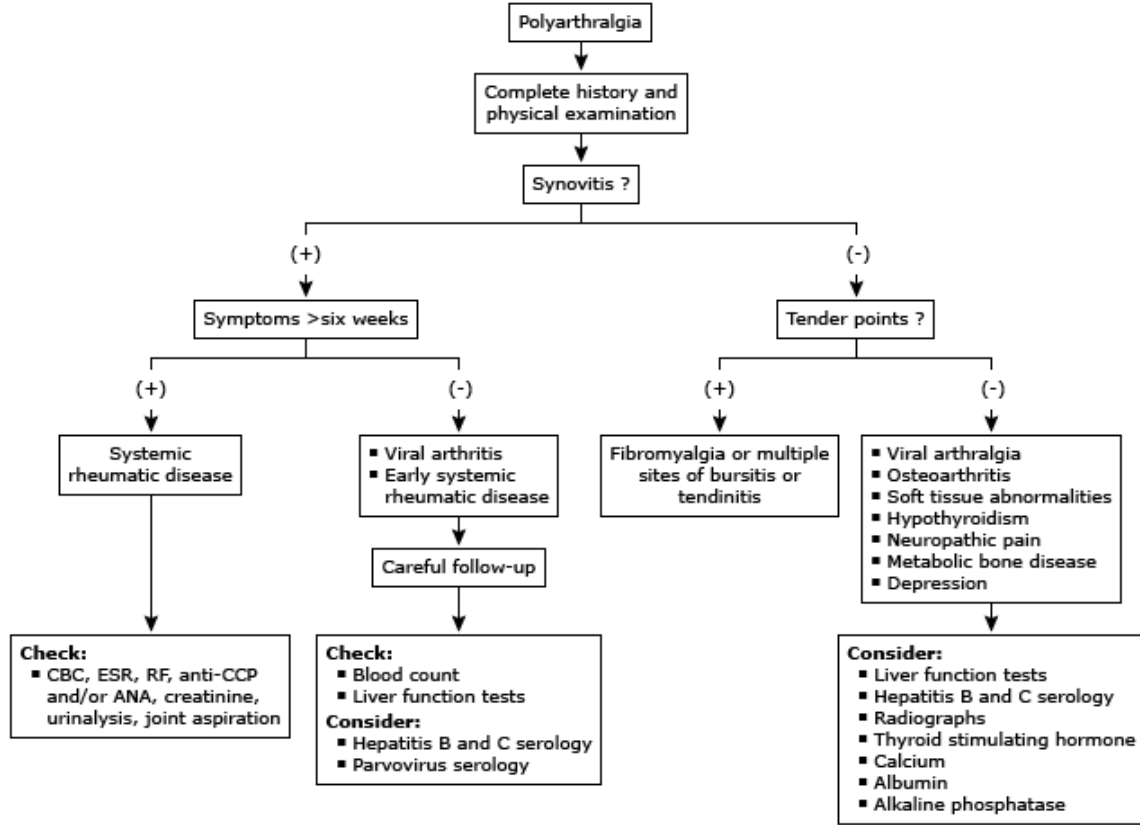 Polyarthralgia
Complete history and
physical examination
Synovitis ?
(+)
(-)
Symptoms >six weeks
Tender points ?
(+)
(-)
(+)
(-)
Systemic
rheumatic disease
▪ Viral arthritis
▪ Early systemic
rheumatic disease
Fibromyalgia or multiple
sites of bursitis or
tendinitis
▪ Viral arthralgia
▪ Osteoarthritis
▪ Soft tissue abnormalities
▪ Hypothyroidism
▪ Neuropathic pain
▪ Metabolic bone disease
▪ Depression
Careful follow-up
Check:
▪ CBC, ESR, RF, anti-CCP
and/or ANA, creatinine,
urinalysis, joint aspiration
Check:
▪ Blood count
▪ Liver function tests
Consider:
▪ Hepatitis B and C serology
▪ Parvovirus serology
Consider:
▪ Liver function tests
▪ Hepatitis B and C serology
▪ Radiographs
▪ Thyroid stimulating hormone
▪ Calcium
▪ Albumin
▪ Alkaline phosphatase